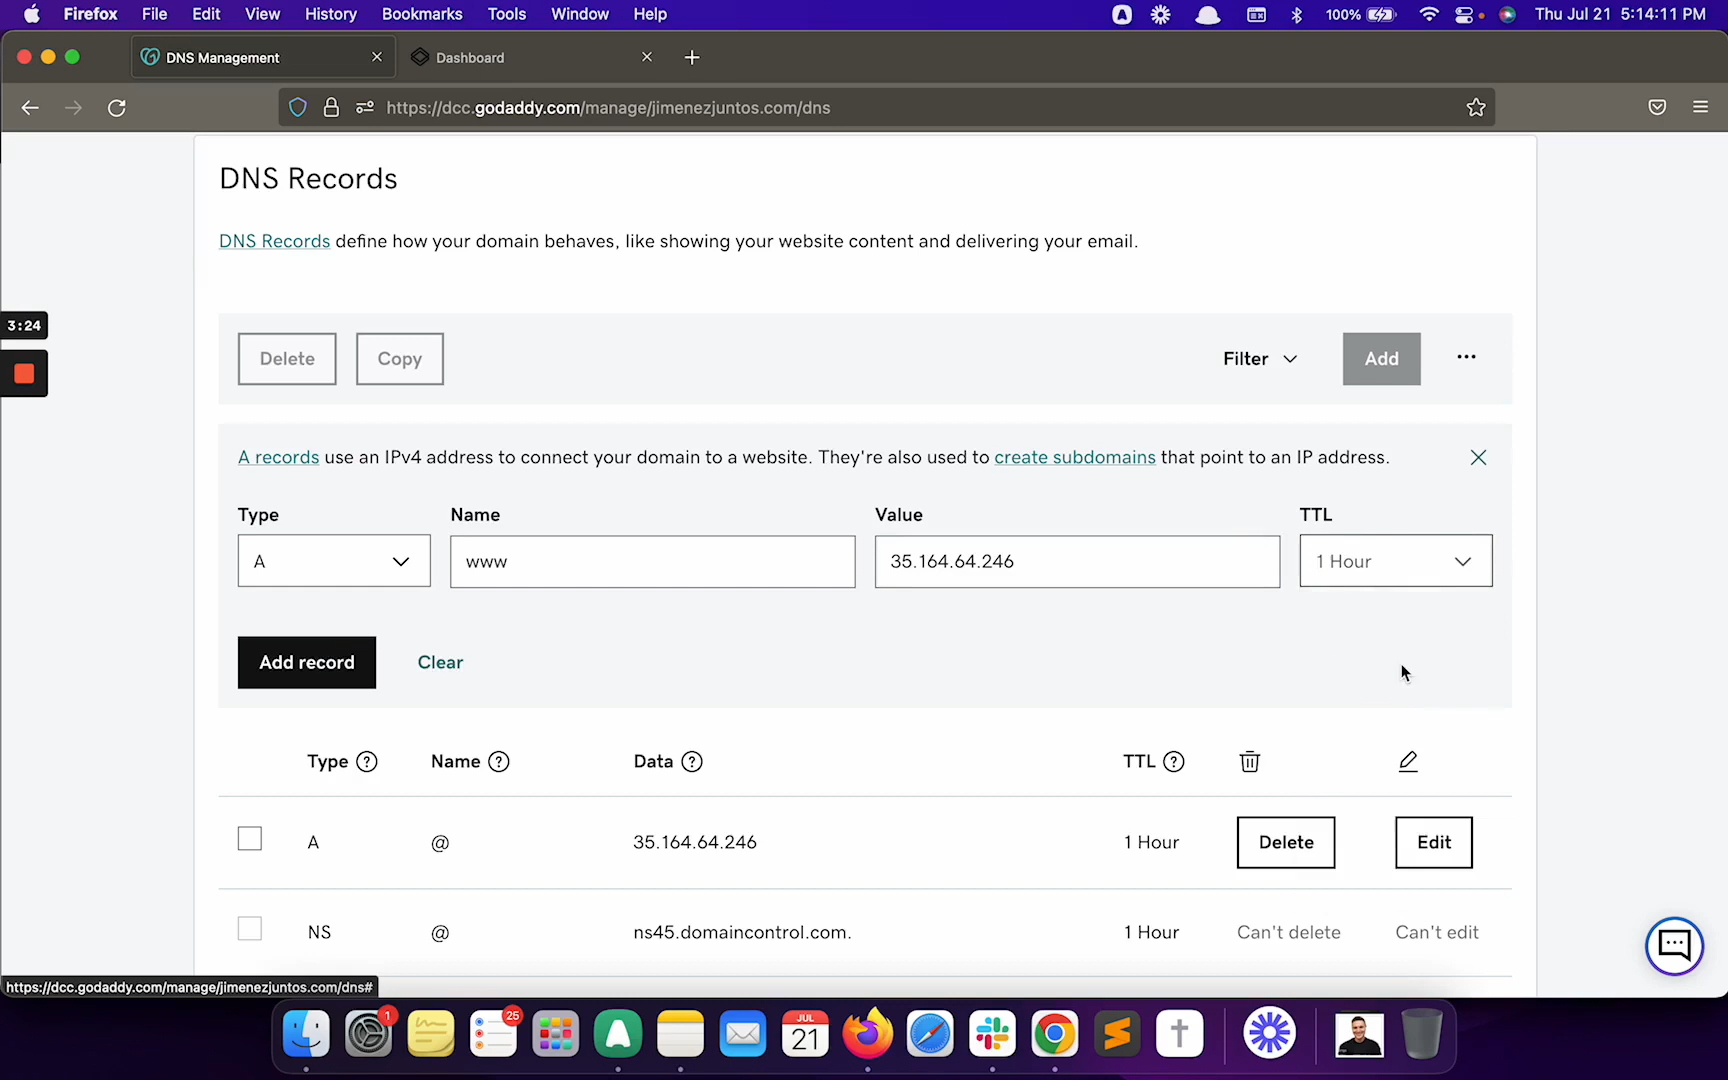 Firefox File Edit View History Bookmarks Tools Window Help 100% Thu Jul 21 5:14:11 PM
DNS Management Dashboard
https://dcc.godaddy.com/manage/jimenezjuntos.com/dns
DNS Records
DNS Records define how your domain behaves, like showing your website content and delivering your email.
3:24
Delete Copy Filter Add
A records use an IPv4 address to connect your domain to a website. They're also used to create subdomains that point to an IP address.
Type Name Value TTL
A www 35.164.64.246 1 Hour
Add record Clear
Type ? Name ? Data ? TTL ?
A @ 35.164.64.246 1 Hour Delete Edit
NS @ ns45.domaincontrol.com. 1 Hour Can't delete Can't edit
https://dcc.godaddy.com/manage/jimenezjuntos.com/dns#
1 25 JUL
21